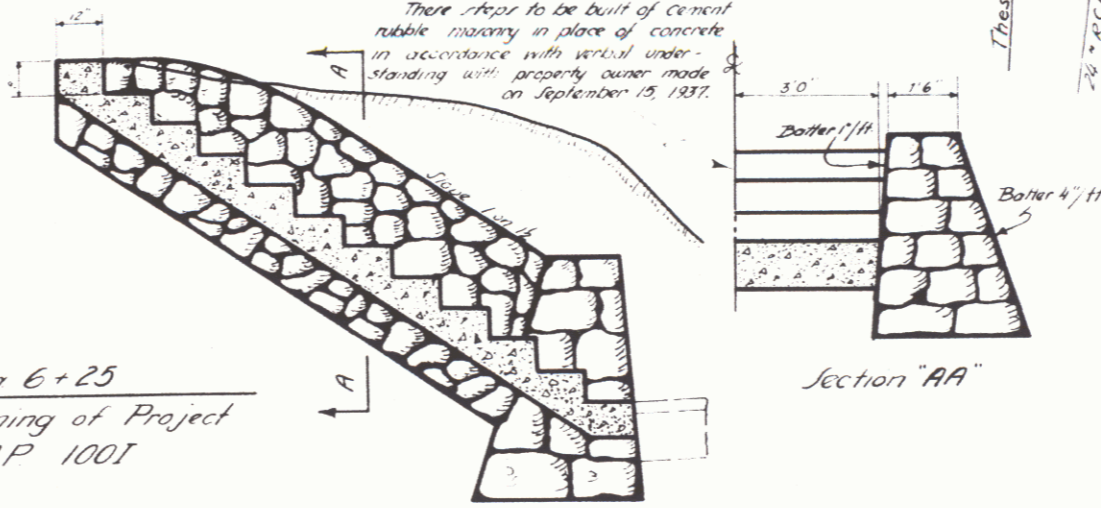 12"
These steps to be built of cement
rubble masonry in place of concrete
in accordance with verbal under-
standing with property owner made
on September 15, 1937.
A
Slope 1 on 1½
A
6+25
of Project
100I
℄
3'0"
1'6"
Batter 1"/ft
Batter 4"/ft
Section "AA"
24" RC